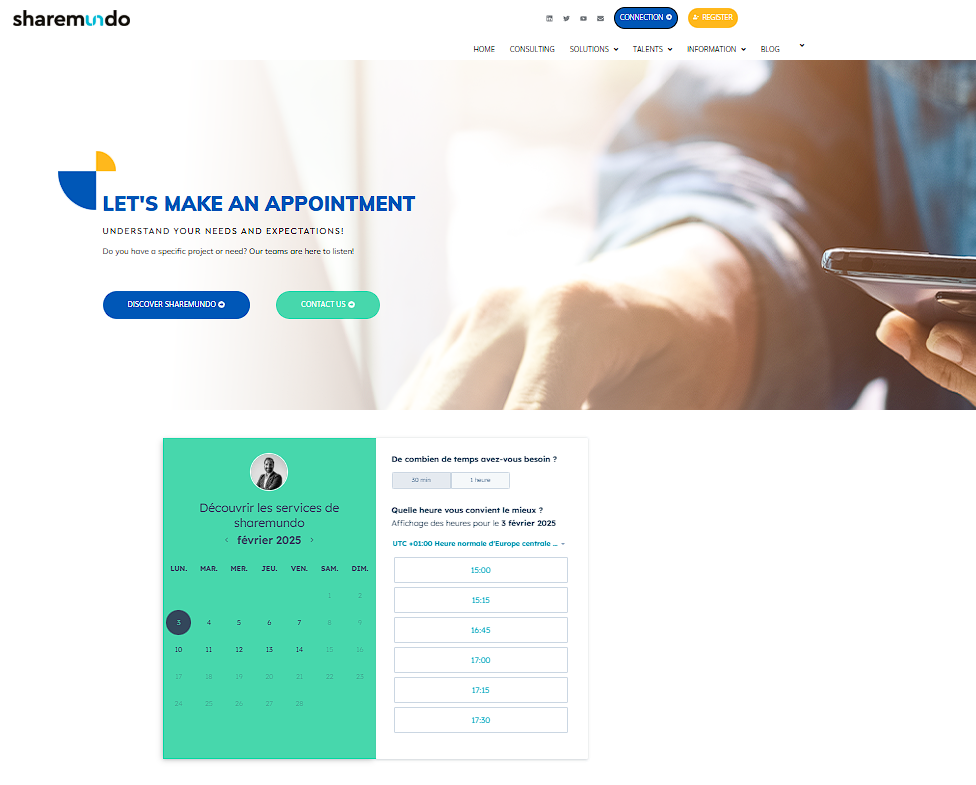 sharemundo
CONNECTION
REGISTER
HOME CONSULTING SOLUTIONS TALENTS INFORMATION BLOG
LET'S MAKE AN APPOINTMENT
UNDERSTAND YOUR NEEDS AND EXPECTATIONS!
Do you have a specific project or need? Our teams are here to listen!
DISCOVER SHAREMUNDO
CONTACT US
Découvrir les services de
sharemundo
février 2025
LUN. MAR. MER. JEU. VEN. SAM. DIM.
1 2
3 4 5 6 7 8 9
10 11 12 13 14 15 16
17 18 19 20 21 22 23
24 25 26 27 28
De combien de temps avez-vous besoin ?
30 min 1 heure
Quelle heure vous convient le mieux ?
Affichage des heures pour le 3 février 2025
UTC +01:00 Heure normale d'Europe centrale ...
15:00
15:15
16:45
17:00
17:15
17:30